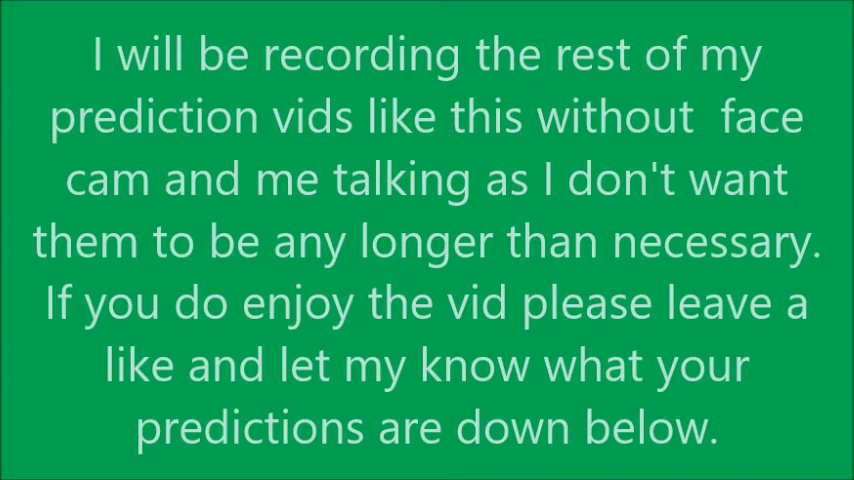 I will be recording the rest of my
prediction vids like this without  face
cam and me talking as I don't want
them to be any longer than necessary.
If you do enjoy the vid please leave a
like and let my know what your
predictions are down below.